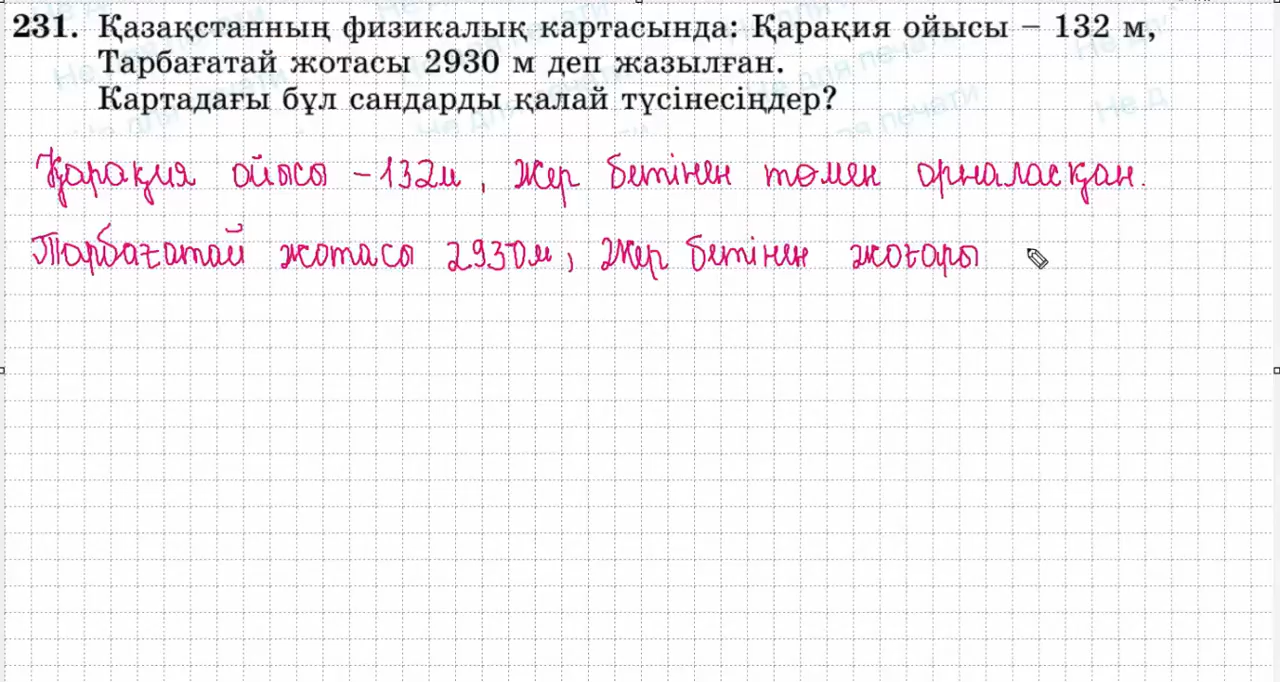 231. Қазақстанның физикалық картасында: Қарақия ойысы – 132 м,
Тарбағатай жотасы 2930 м деп жазылған.
Картадағы бұл сандарды қалай түсінесіңдер?
Қарақия ойысы -132м, Жер бетінен төмен орналасқан.
Тарбағатай жотасы 2930м, Жер бетінен жоғары